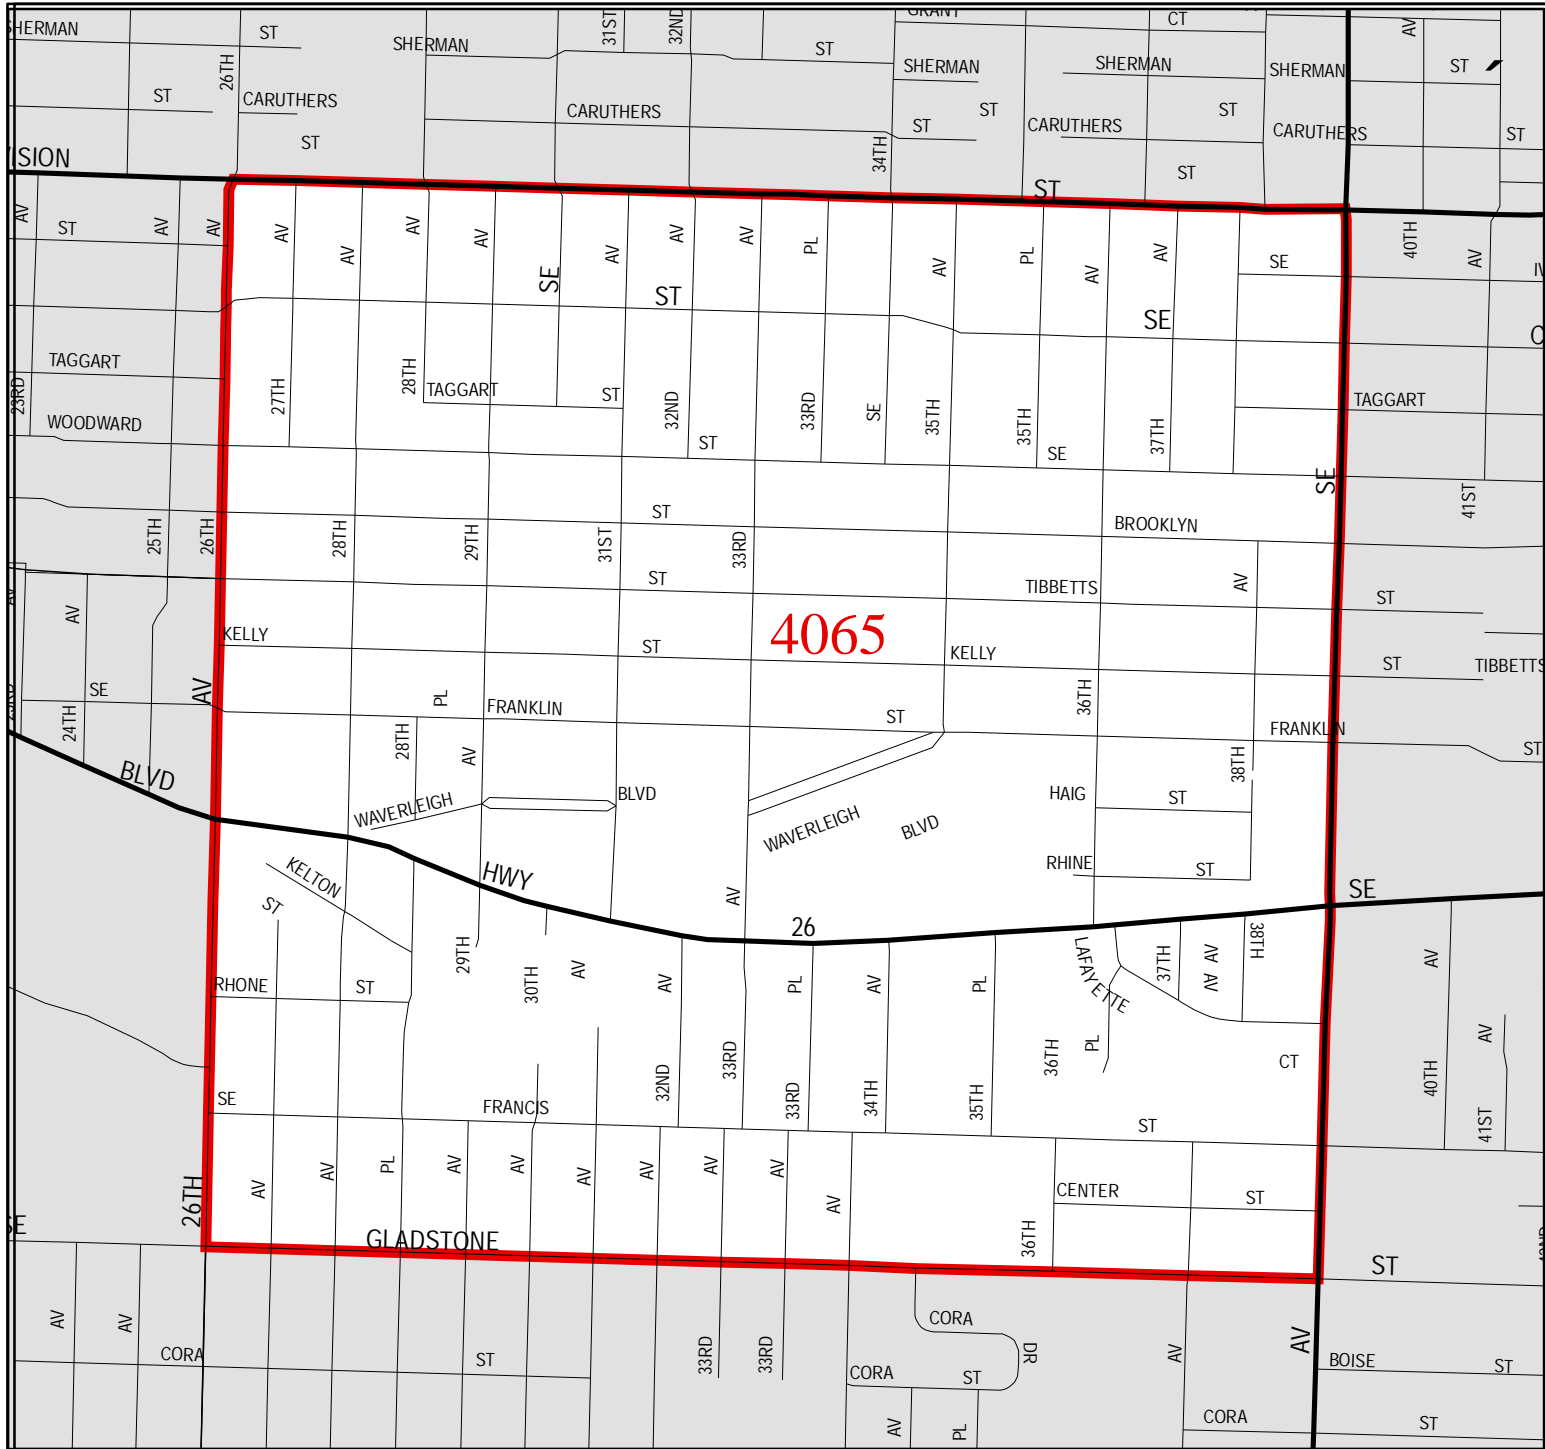 SHERMAN
ST
26TH
SHERMAN
31ST
32ND
ST
GRANT
CT
SHERMAN
SHERMAN
SHERMAN
AV
ST
ST
CARUTHERS
ST
CARUTHERS
ST
34TH
ST
CARUTHERS
ST
CARUTHERS
ST
ST
VISION
ST
AV
ST
AV
AV
AV
AV
AV
AV
SE
AV
AV
AV
PL
AV
PL
AV
AV
SE
40TH
AV
ST
SE
TAGGART
23RD
WOODWARD
27TH
28TH
TAGGART
ST
32ND
ST
33RD
SE
35TH
35TH
SE
37TH
SE
TAGGART
41ST
25TH
26TH
28TH
29TH
31ST
ST
33RD
BROOKLYN
AV
AV
ST
TIBBETTS
AV
ST
KELLY
ST
4065
KELLY
ST
TIBBETTS
SE
24TH
23RD
AV
PL
28TH
FRANKLIN
AV
ST
36TH
FRANKLIN
ST
38TH
BLVD
WAVERLEIGH
BLVD
WAVERLEIGH
BLVD
HAIG
ST
RHINE
ST
KELTON
ST
HWY
26
AV
SE
RHONE
ST
29TH
30TH
AV
AV
33RD
32ND
PL
33RD
AV
34TH
PL
35TH
36TH
LAFAYETTE
PL
37TH
AV
AV
38TH
CT
AV
40TH
AV
41ST
SE
FRANCIS
ST
26TH
AV
AV
PL
AV
AV
AV
AV
AV
AV
AV
36TH
CENTER
ST
SE
GLADSTONE
ST
AV
AV
CORA
ST
33RD
33RD
CORA
DR
CORA
ST
AV
PL
AV
CORA
AV
BOISE
ST
ST